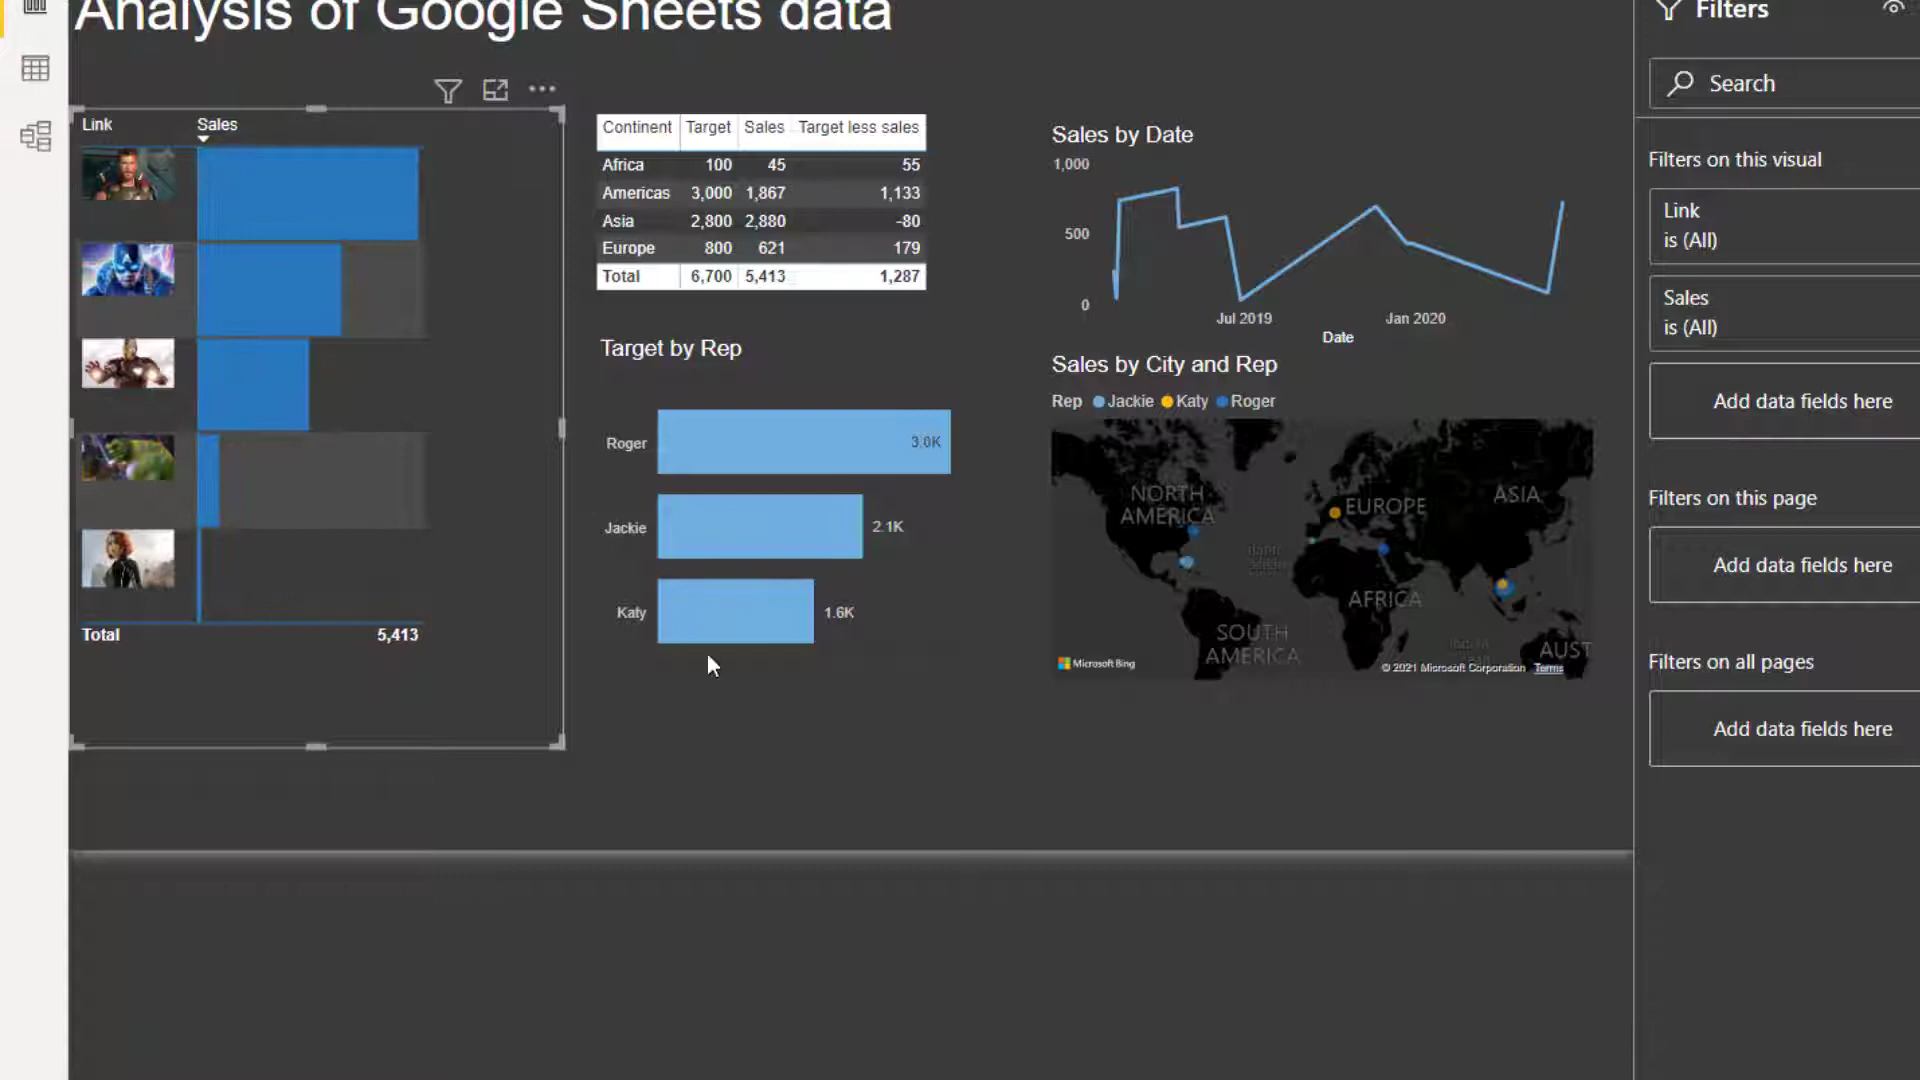 Analysis of Google Sheets data
Link Sales
Total 5,413
Continent Target Sales Target less sales
Africa 100 45 55
Americas 3,000 1,867 1,133
Asia 2,800 2,880 -80
Europe 800 621 179
Total 6,700 5,413 1,287
Target by Rep
Roger 3.0K
Jackie 2.1K
Katy 1.6K
Sales by Date
1,000
500
0
Jul 2019 Jan 2020
Date
Sales by City and Rep
Rep Jackie Katy Roger
NORTH
AMERICA
EUROPE
ASIA
AFRICA
SOUTH
AMERICA
AUST
Microsoft Bing
© 2021 Microsoft Corporation Terms
Filters
Search
Filters on this visual
Link
is (All)
Sales
is (All)
Add data fields here
Filters on this page
Add data fields here
Filters on all pages
Add data fields here